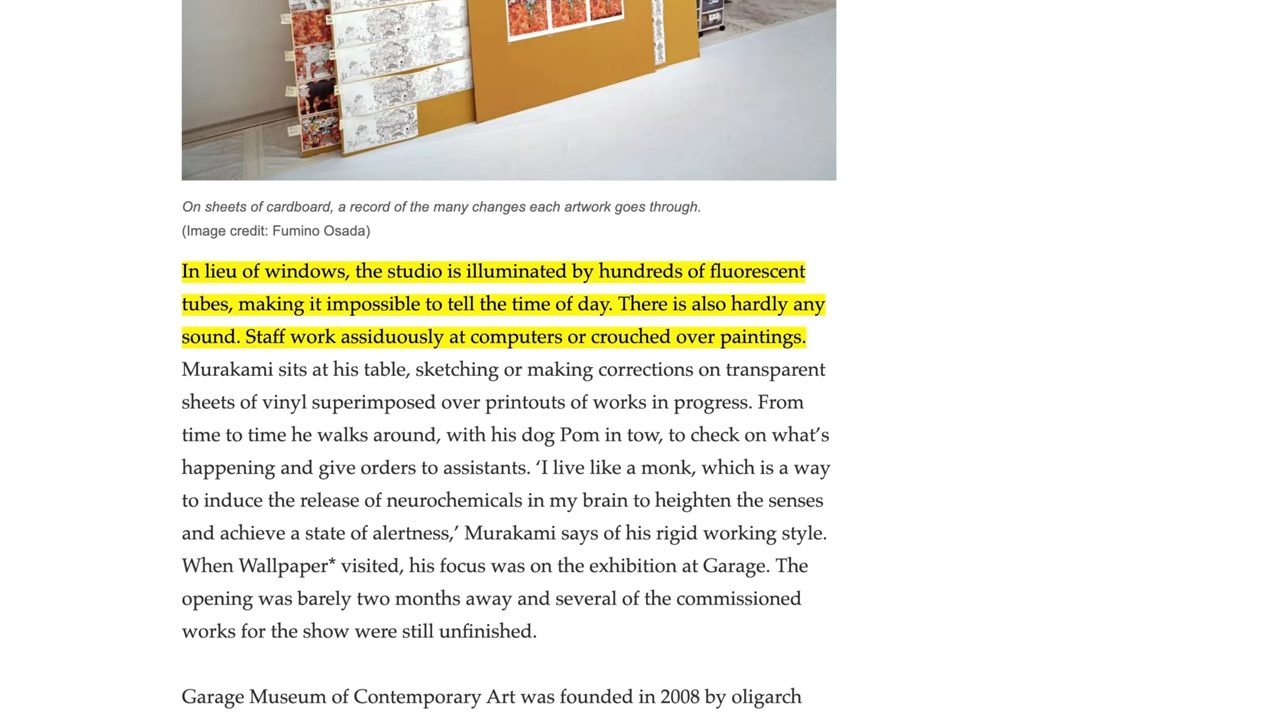 On sheets of cardboard, a record of the many changes each artwork goes through.
(Image credit: Fumino Osada)
In lieu of windows, the studio is illuminated by hundreds of fluorescent
tubes, making it impossible to tell the time of day. There is also hardly any
sound. Staff work assiduously at computers or crouched over paintings.
Murakami sits at his table, sketching or making corrections on transparent
sheets of vinyl superimposed over printouts of works in progress. From
time to time he walks around, with his dog Pom in tow, to check on what’s
happening and give orders to assistants. ‘I live like a monk, which is a way
to induce the release of neurochemicals in my brain to heighten the senses
and achieve a state of alertness,’ Murakami says of his rigid working style.
When Wallpaper* visited, his focus was on the exhibition at Garage. The
opening was barely two months away and several of the commissioned
works for the show were still unfinished.
Garage Museum of Contemporary Art was founded in 2008 by oligarch